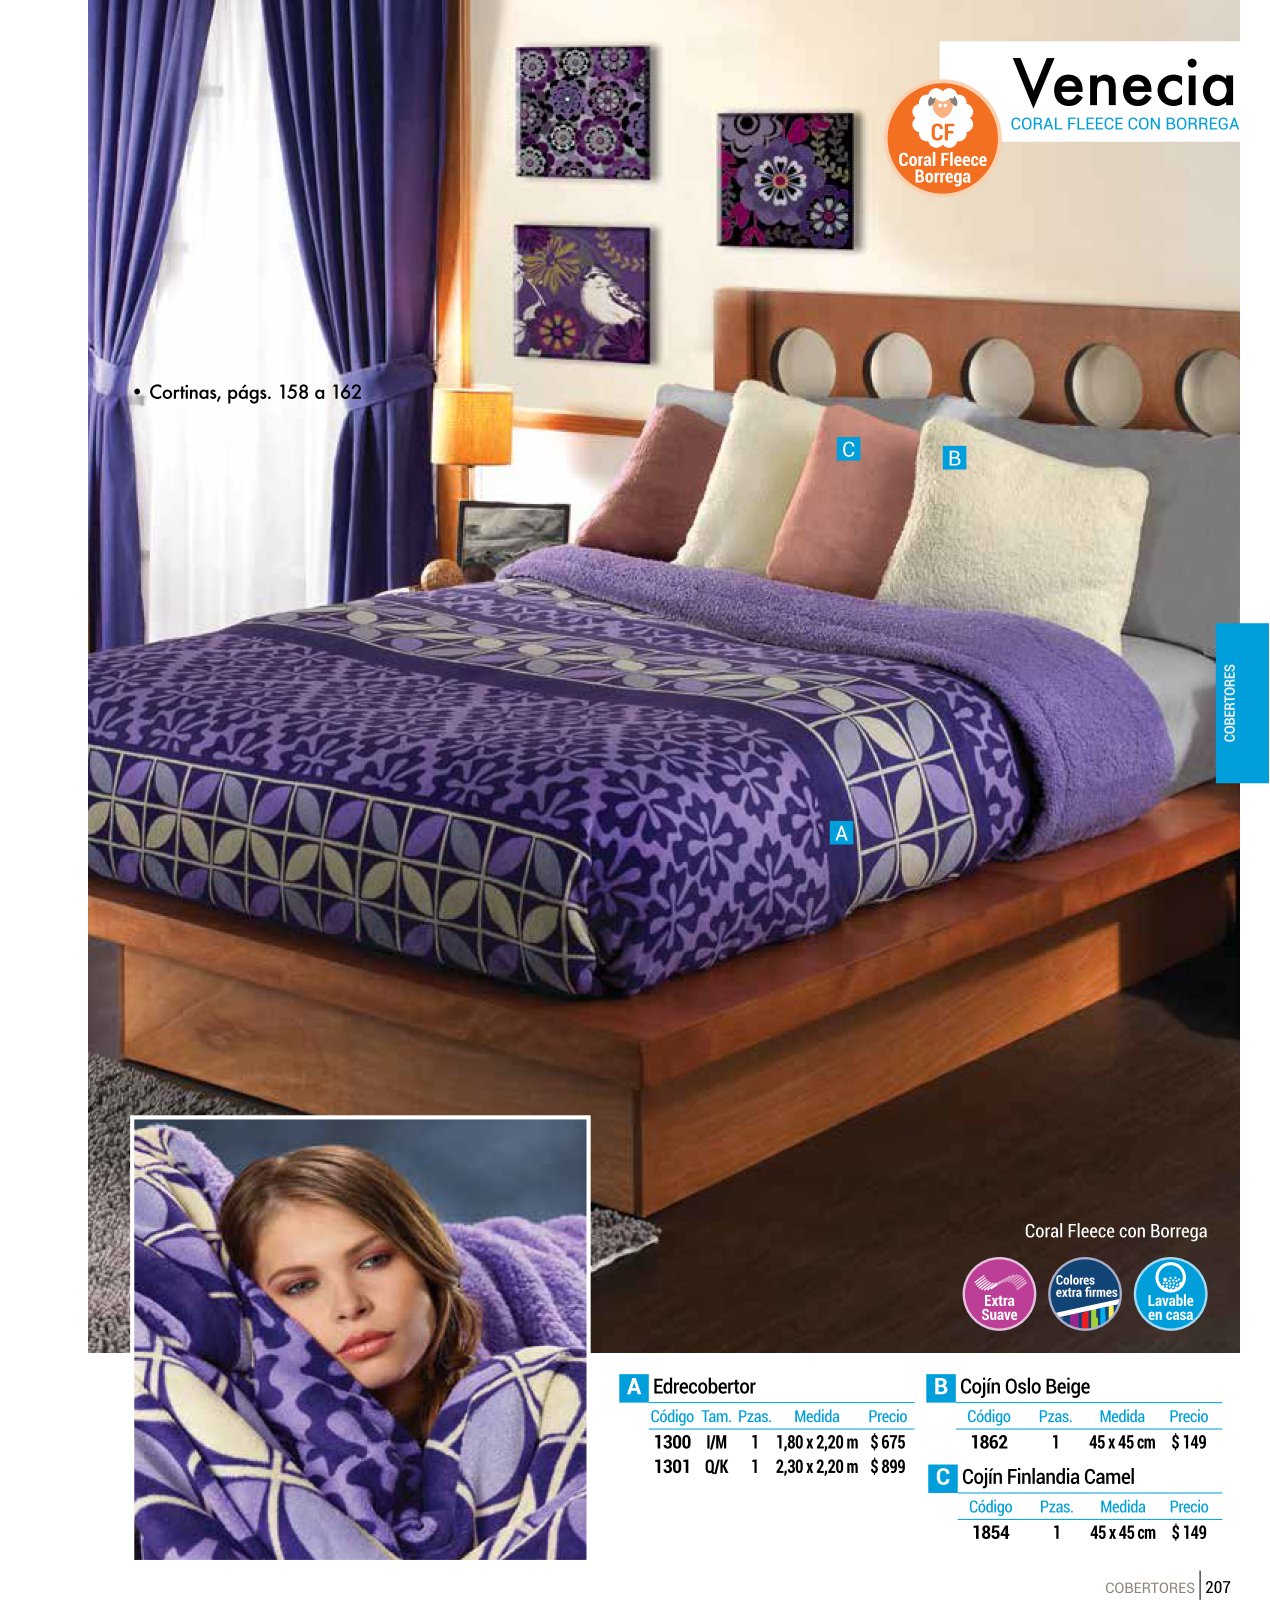 Venecia
CORAL FLEECE CON BORREGA
CF
Coral Fleece
Borrega
• Cortinas, págs. 158 a 162
C
B
COBERTORES
A
Coral Fleece con Borrega
Extra
Suave
Colores
extra firmes
Lavable
en casa
A Edrecobertor
Código Tam. Pzas. Medida Precio
1300 I/M 1 1,80 x 2,20 m $ 675
1301 Q/K 1 2,30 x 2,20 m $ 899
B Cojín Oslo Beige
Código Pzas. Medida Precio
1862 1 45 x 45 cm $ 149
C Cojín Finlandia Camel
Código Pzas. Medida Precio
1854 1 45 x 45 cm $ 149
COBERTORES 207